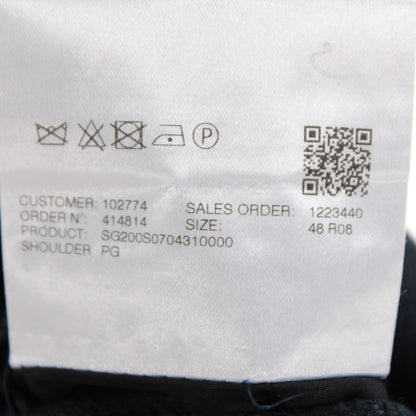 P
CUSTOMER: 102774 SALES ORDER: 1223440
ORDER N°: 414814 SIZE: 48 R08
PRODUCT: SG200S0704310000
SHOULDER PG